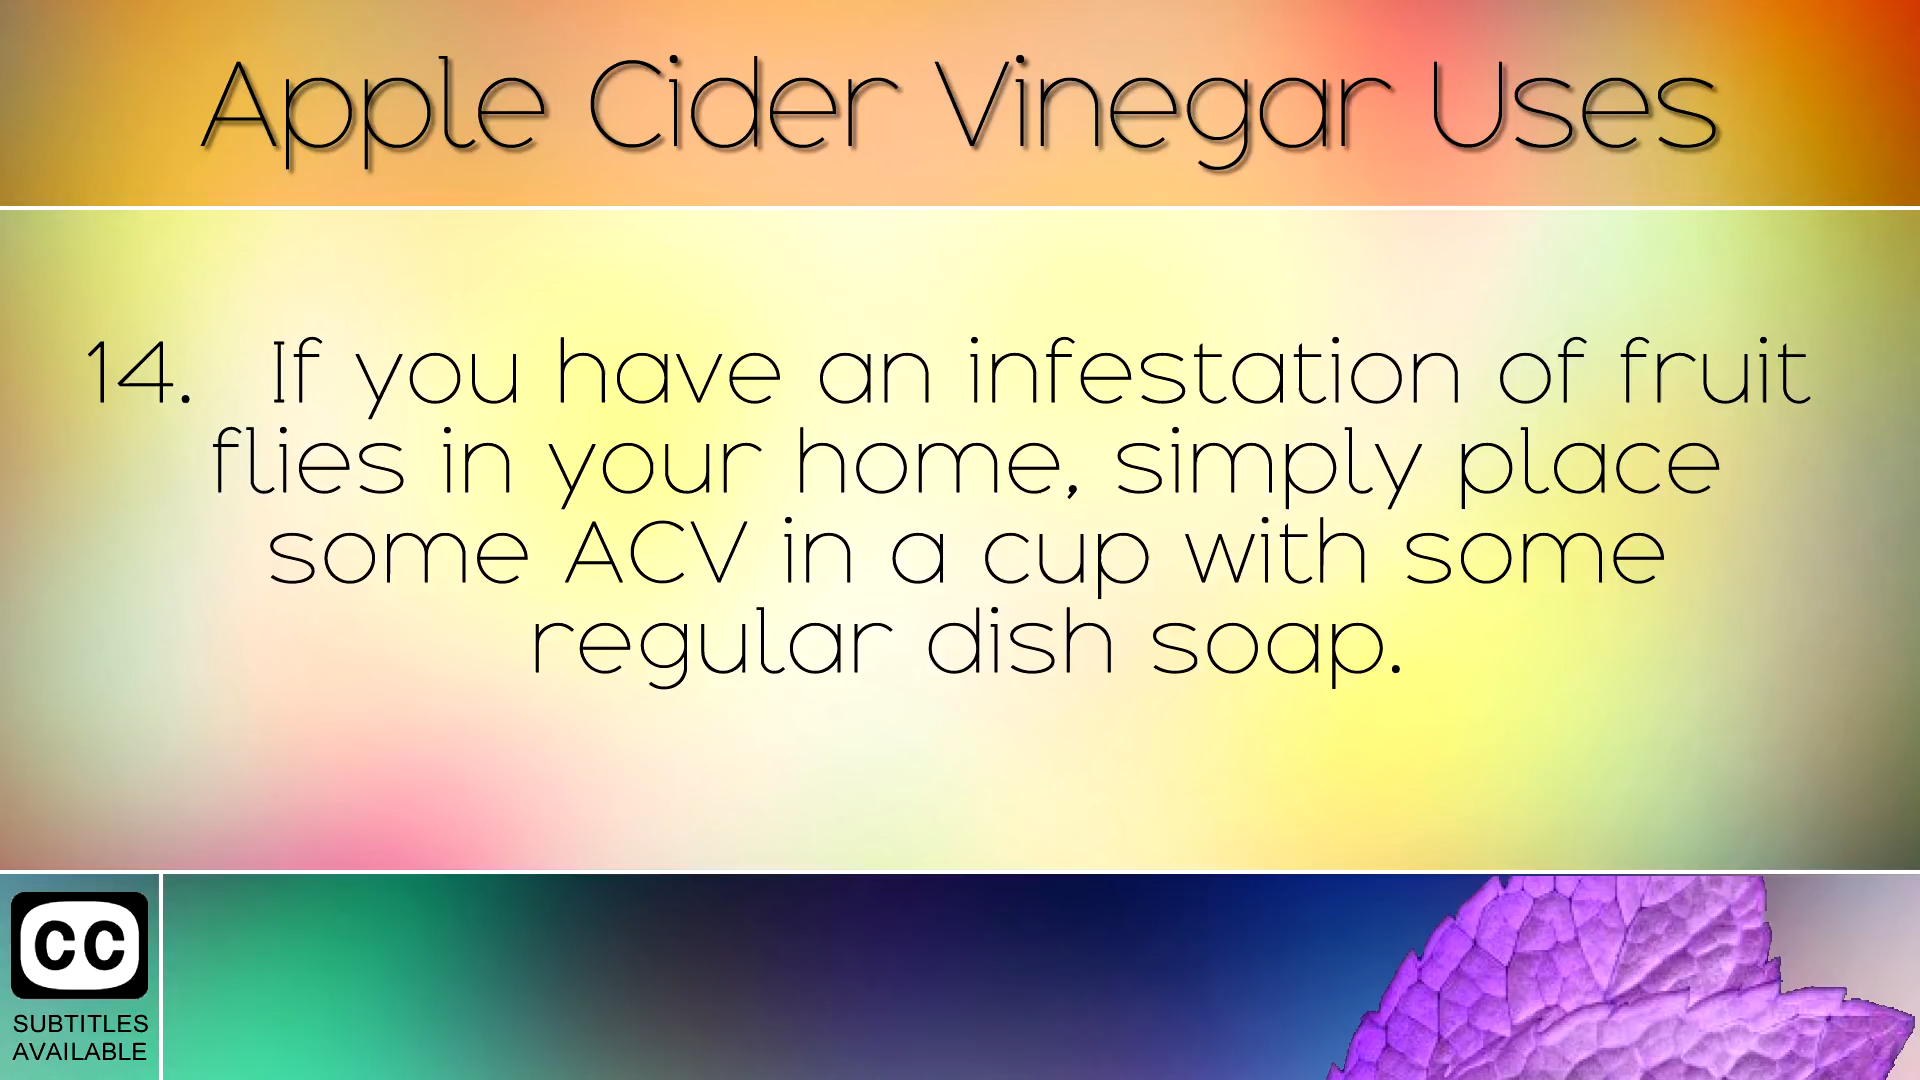 Apple Cider Vinegar Uses
14. If you have an infestation of fruit
flies in your home, simply place
some ACV in a cup with some
regular dish soap.
CC
SUBTITLES
AVAILABLE